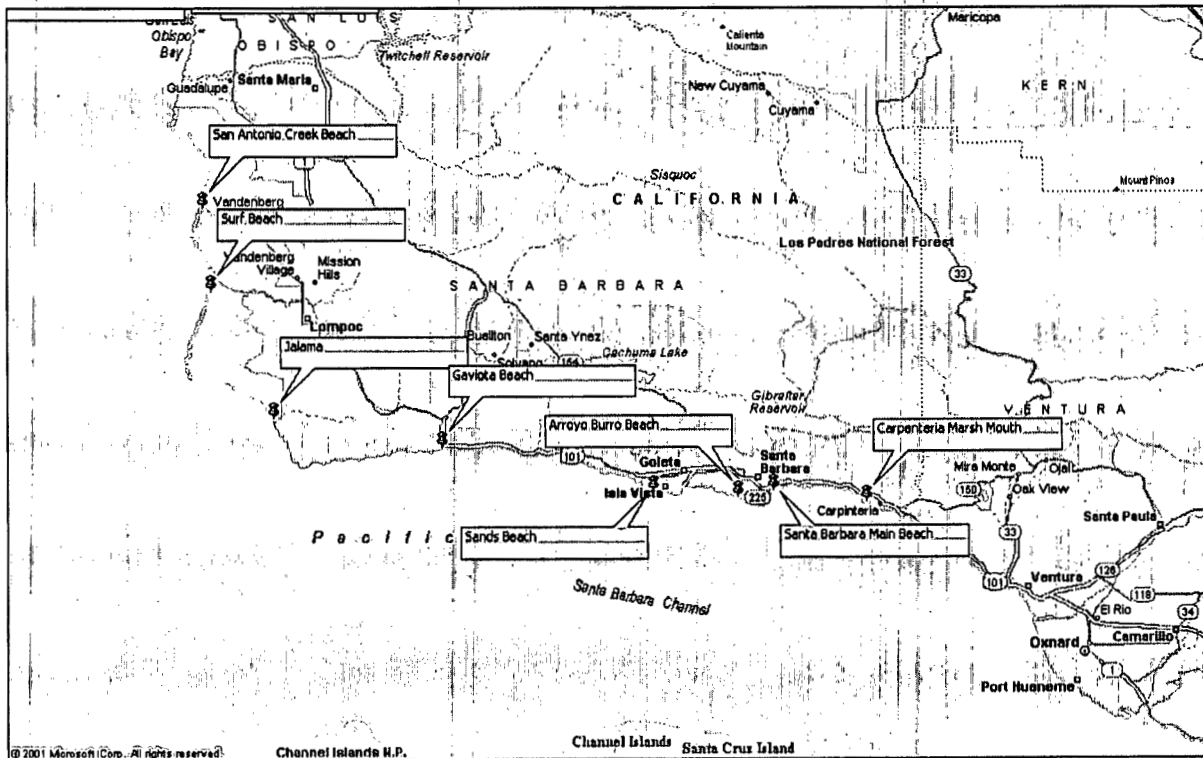 SAN LUIS
Obispo
Bay
OBISPO
Maricopa
Caliente
Mountain
Twitchell Reservoir
Guadalupe
Santa Maria
New Cuyama
Cuyama
KERN
San Antonio Creek Beach
Sisquoc
CALIFORNIA
Mount Pinos
Vandenberg
Surf Beach
Los Padres National Forest
Vandenberg
Village
Mission
Hills
33
SANTA BARBARA
Lompoc
Buellton
Santa Ynez
Jalama
Solvang
154
Cachuma Lake
Gaviota Beach
Gibraltar
Reservoir
VENTURA
Arroyo Burro Beach
Carpenteria Marsh Mouth
101
Goleta
Santa
Barbara
Mira Monte
Ojai
Isla Vista
225
150
Oak View
Carpinteria
Santa Paula
Pacific
Sands Beach
Santa Barbara Main Beach
33
101
Ventura
126
118
Santa Barbara Channel
El Rio
34
Oxnard
Camarillo
1
Port Hueneme
© 2001 Microsoft Corp. All rights reserved.
Channel Islands N.P.
Channel Islands
Santa Cruz Island